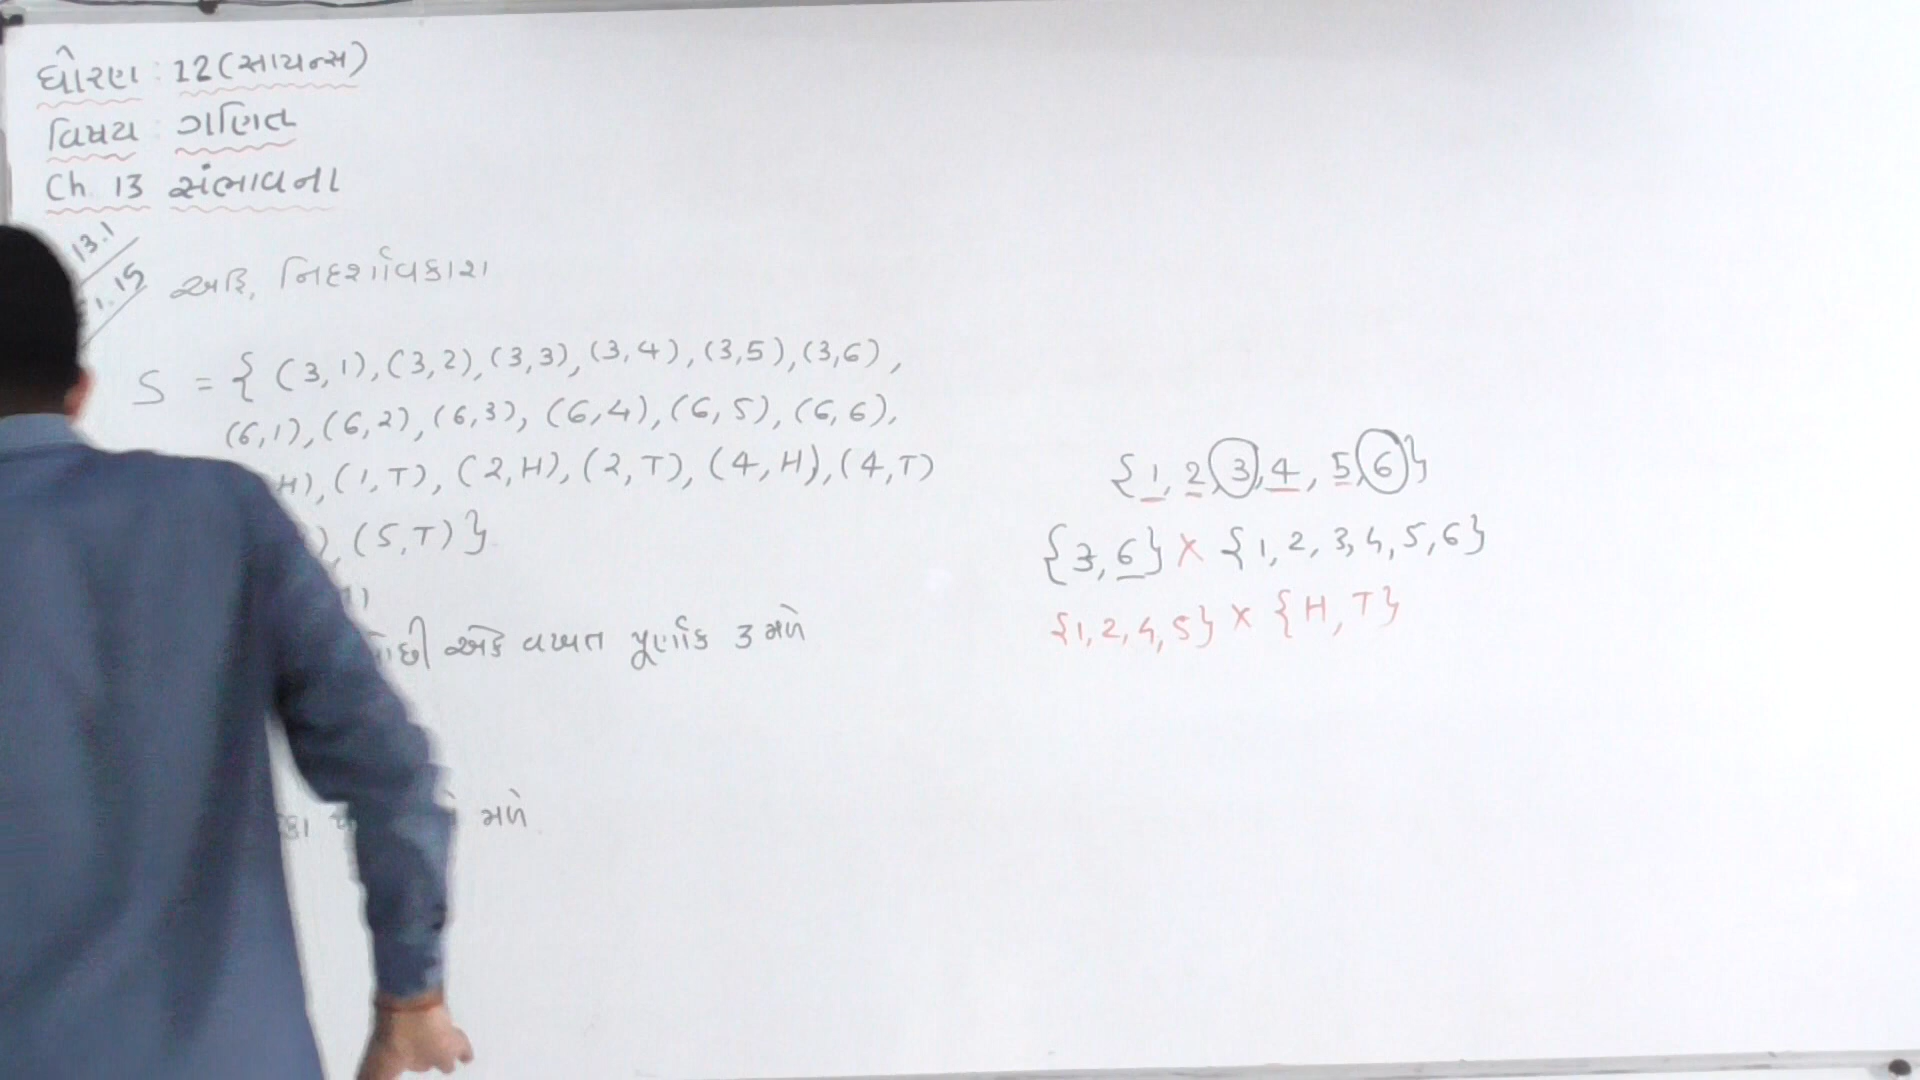 ધોરણ : 12 (સાયન્સ)
વિષય : ગણિત
Ch 13 સંભાવના
13.1
અહિ, નિદર્શાવકાશ
S = { (3,1), (3,2), (3,3), (3,4), (3,5), (3,6),
(6,1), (6,2), (6,3), (6,4), (6,5), (6,6),
H), (1,T), (2,H), (2,T), (4,H), (4,T)
), (5,T) }
એક વખત પૂર્ણાંક 3 મળે
મળે
{1, 2, 3, 4, 5, 6}
{3, 6} × {1, 2, 3, 4, 5, 6}
{1, 2, 4, 5} × {H, T}